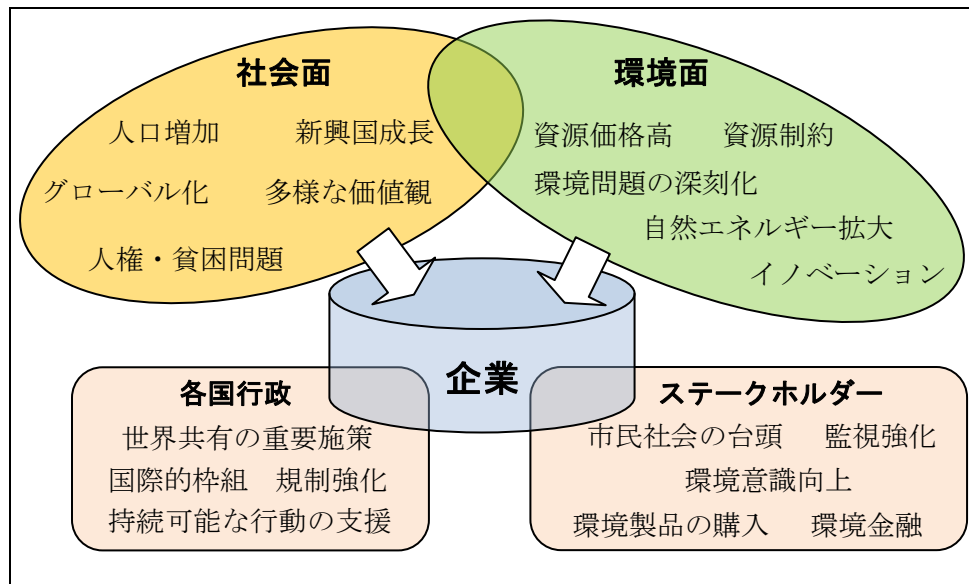 社会面
人口増加 新興国成長
グローバル化 多様な価値観
人権・貧困問題
環境面
資源価格高 資源制約
環境問題の深刻化
自然エネルギー拡大
イノベーション
企業
各国行政
世界共有の重要施策
国際的枠組 規制強化
持続可能な行動の支援
ステークホルダー
市民社会の台頭 監視強化
環境意識向上
環境製品の購入 環境金融